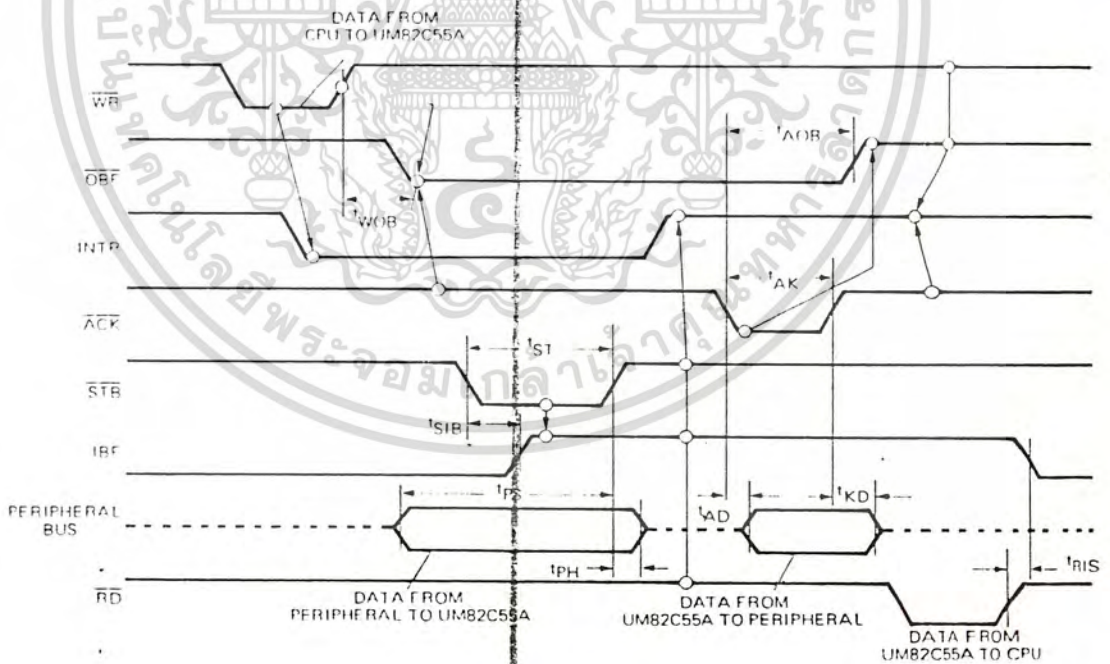 DATA FROM
CPU TO UM82C55A
WR
tAOB
OBF
tWOB
INTR
tAK
ACK
tST
STB
tSIB
IBF
PERIPHERAL
BUS
tAD
tKD
tPH
tRIS
RD
DATA FROM
PERIPHERAL TO UM82C55A
DATA FROM
UM82C55A TO PERIPHERAL
DATA FROM
UM82C55A TO CPU